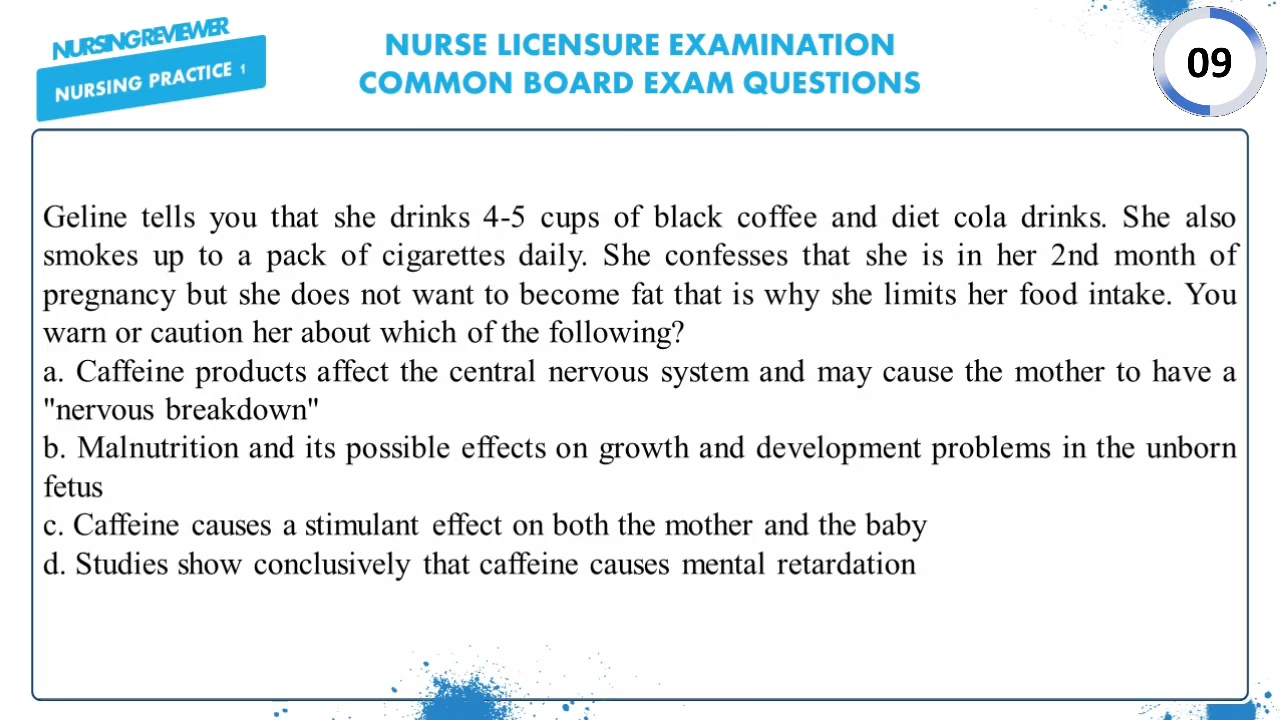 NURSING REVIEWER
NURSING PRACTICE 1
NURSE LICENSURE EXAMINATION
COMMON BOARD EXAM QUESTIONS
09
Geline tells you that she drinks 4-5 cups of black coffee and diet cola drinks. She also
smokes up to a pack of cigarettes daily. She confesses that she is in her 2nd month of
pregnancy but she does not want to become fat that is why she limits her food intake. You
warn or caution her about which of the following?
a. Caffeine products affect the central nervous system and may cause the mother to have a
"nervous breakdown"
b. Malnutrition and its possible effects on growth and development problems in the unborn
fetus
c. Caffeine causes a stimulant effect on both the mother and the baby
d. Studies show conclusively that caffeine causes mental retardation